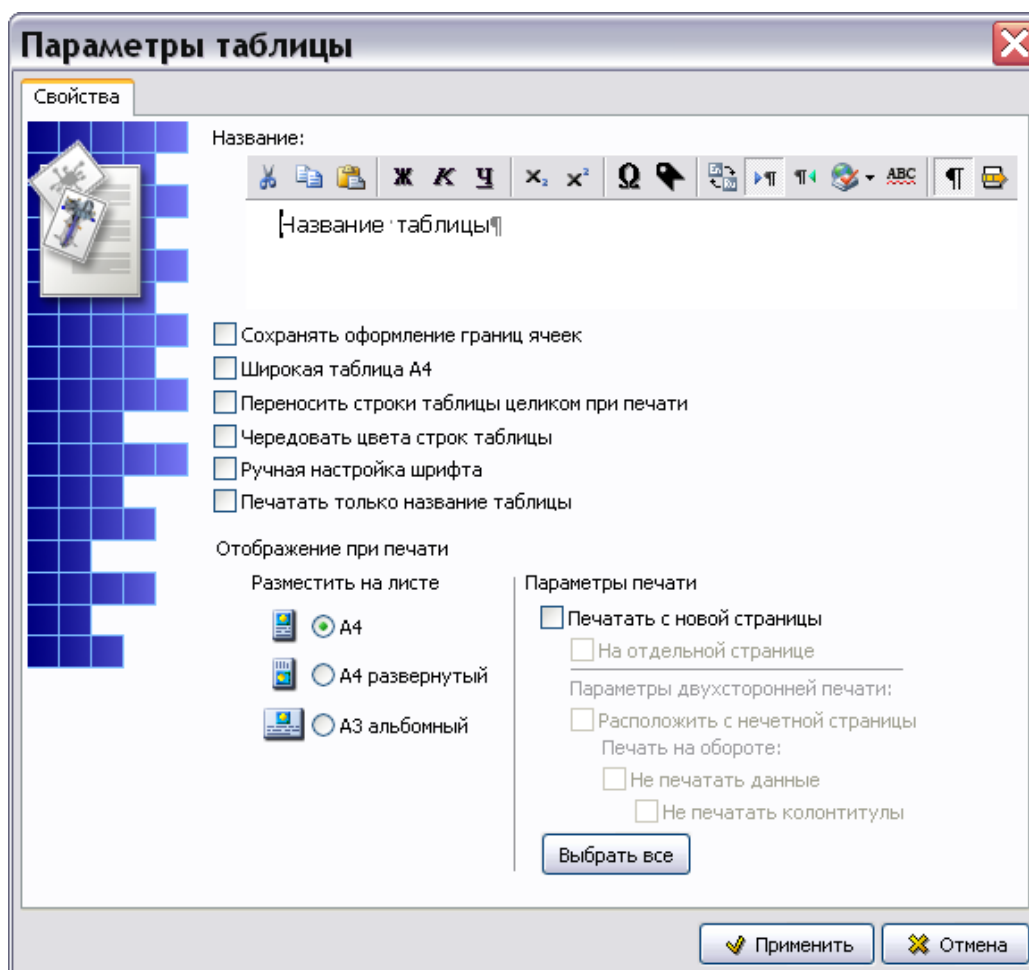 Параметры таблицы
Свойства
Название:
Ж К Ч x₂ x² Ω ¶ ¶ ABC ¶
Название·таблицы¶
Сохранять оформление границ ячеек
Широкая таблица А4
Переносить строки таблицы целиком при печати
Чередовать цвета строк таблицы
Ручная настройка шрифта
Печатать только название таблицы
Отображение при печати
Разместить на листе
А4
А4 развернутый
А3 альбомный
Параметры печати
Печатать с новой страницы
На отдельной странице
Параметры двухсторонней печати:
Расположить с нечетной страницы
Печать на обороте:
Не печатать данные
Не печатать колонтитулы
Выбрать все
Применить
Отмена